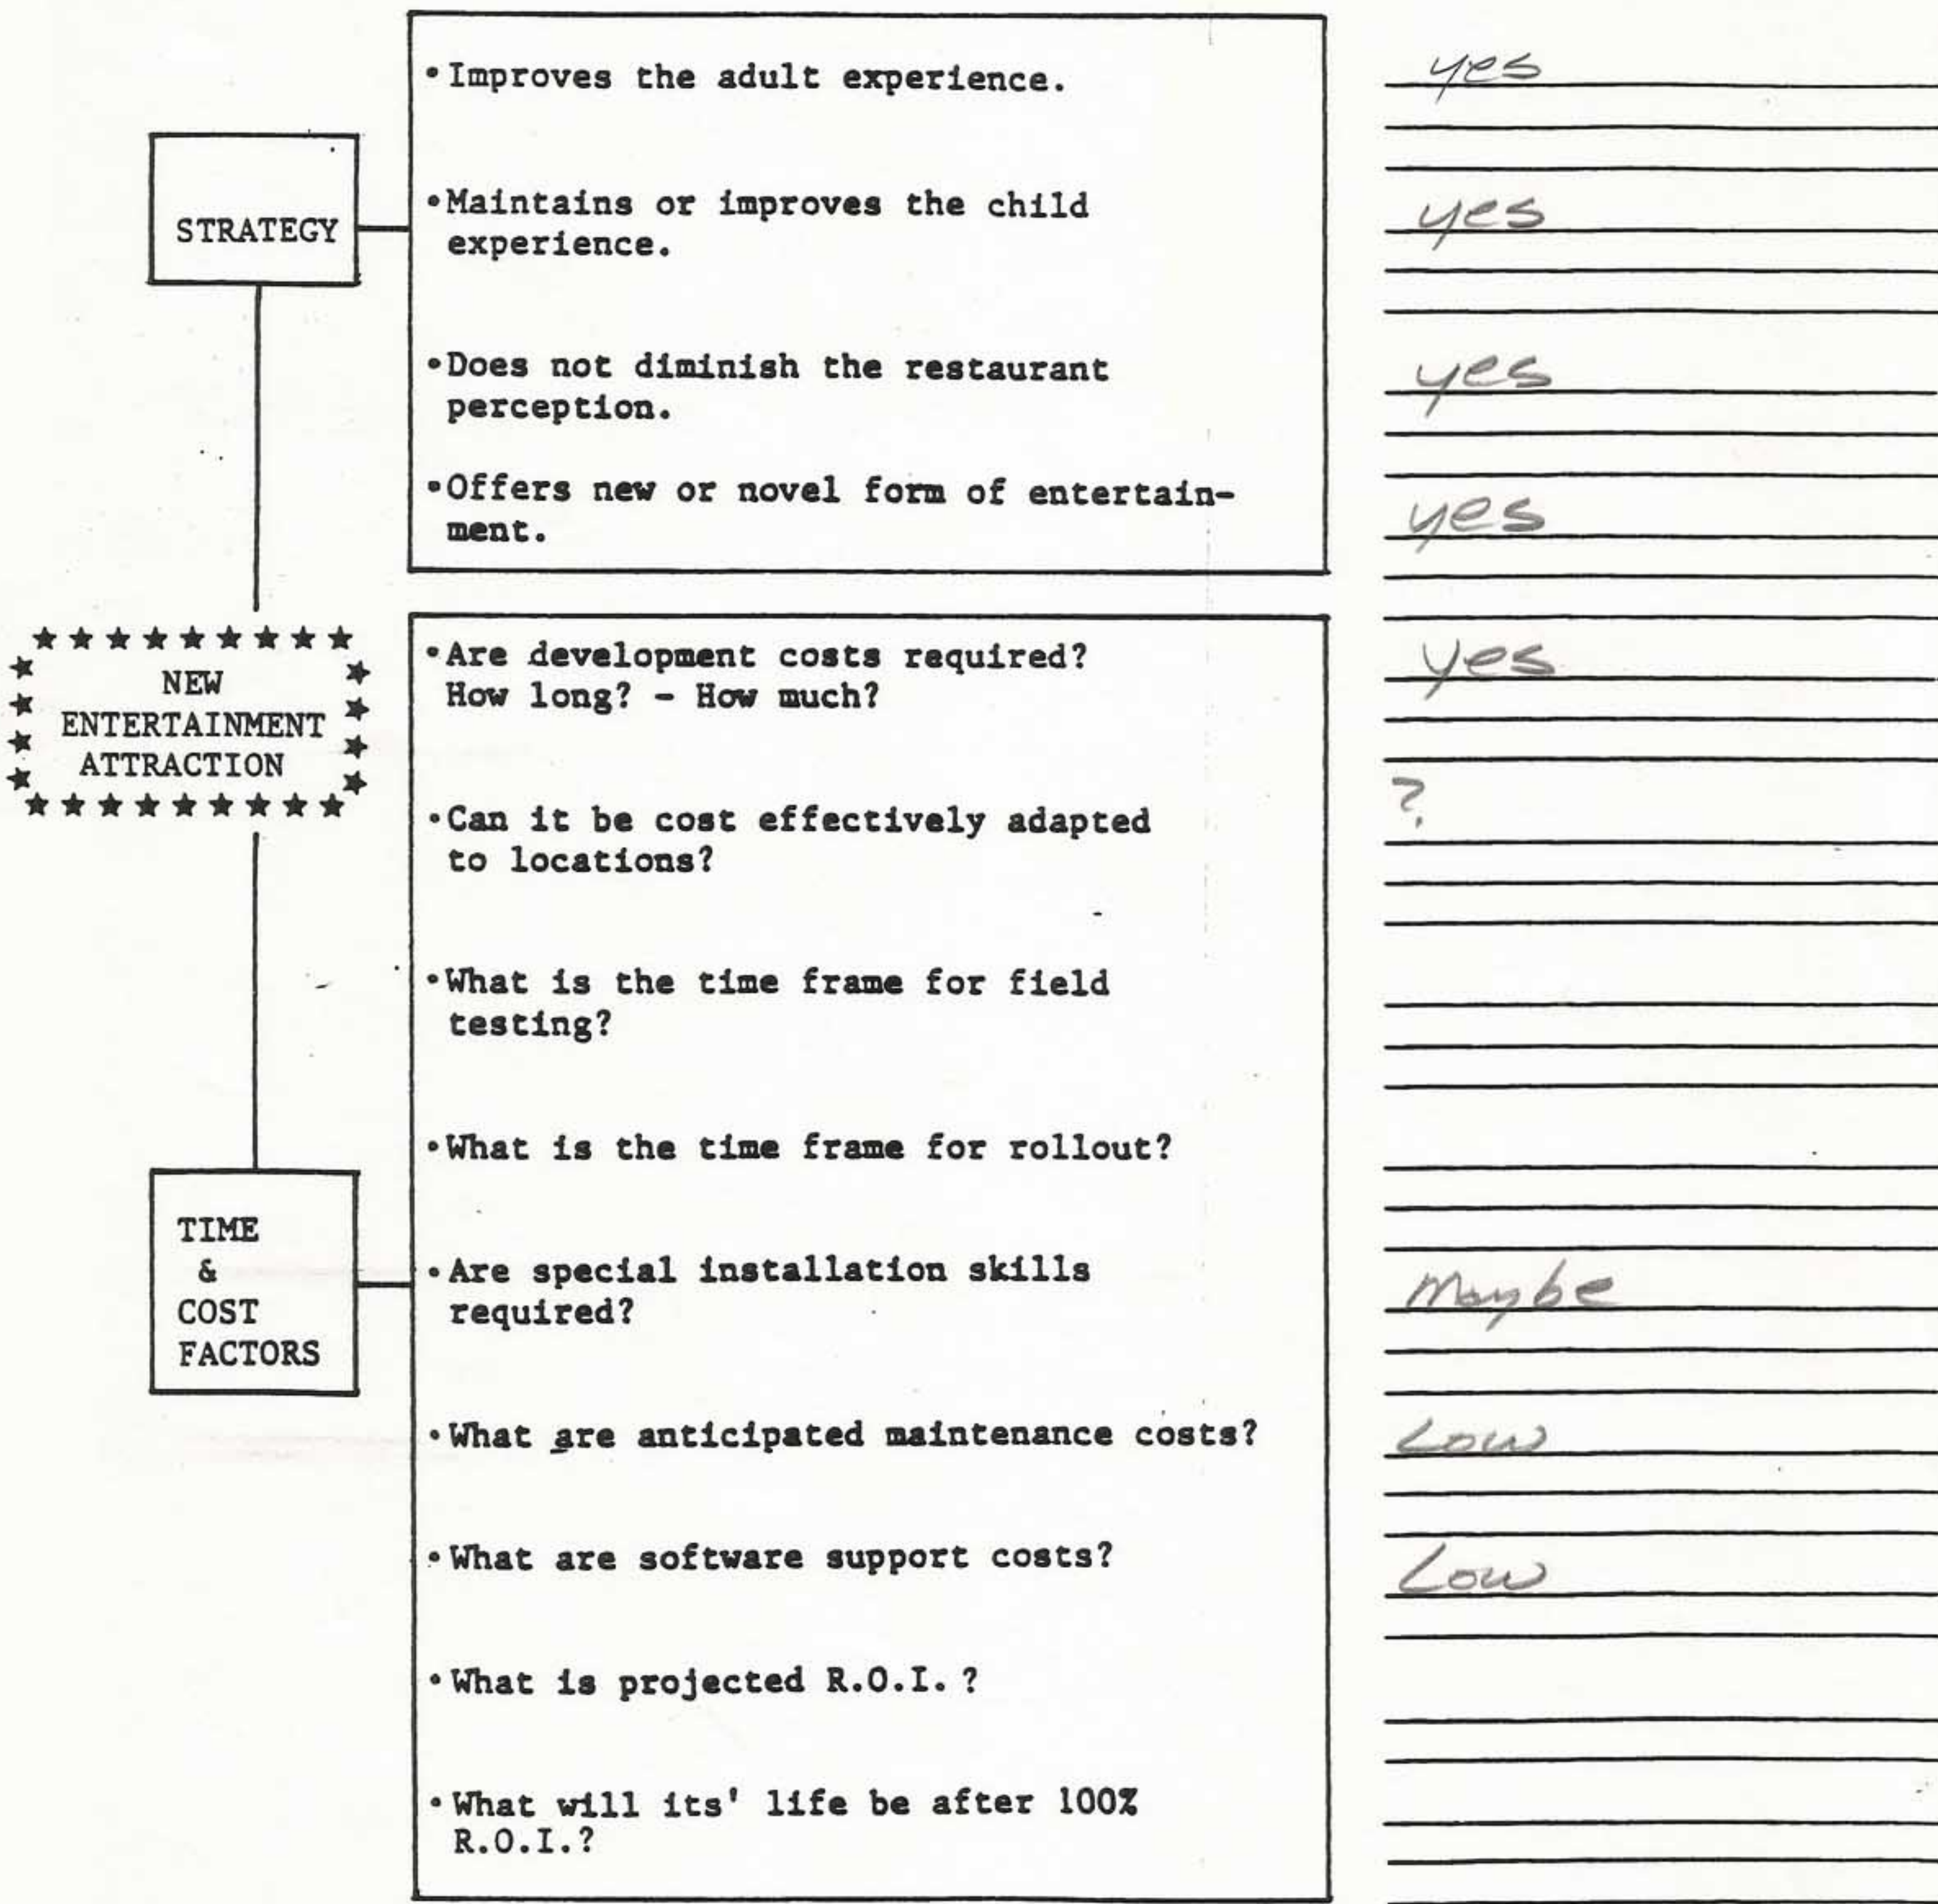 •Improves the adult experience.
yes
STRATEGY
•Maintains or improves the child
experience.
yes
•Does not diminish the restaurant
perception.
yes
•Offers new or novel form of entertain-
ment.
yes
NEW
ENTERTAINMENT
ATTRACTION
•Are development costs required?
How long? - How much?
yes
•Can it be cost effectively adapted
to locations?
?
•What is the time frame for field
testing?
•What is the time frame for rollout?
TIME
&
COST
FACTORS
•Are special installation skills
required?
Maybe
•What are anticipated maintenance costs?
Low
•What are software support costs?
Low
•What is projected R.O.I. ?
•What will its' life be after 100%
R.O.I.?